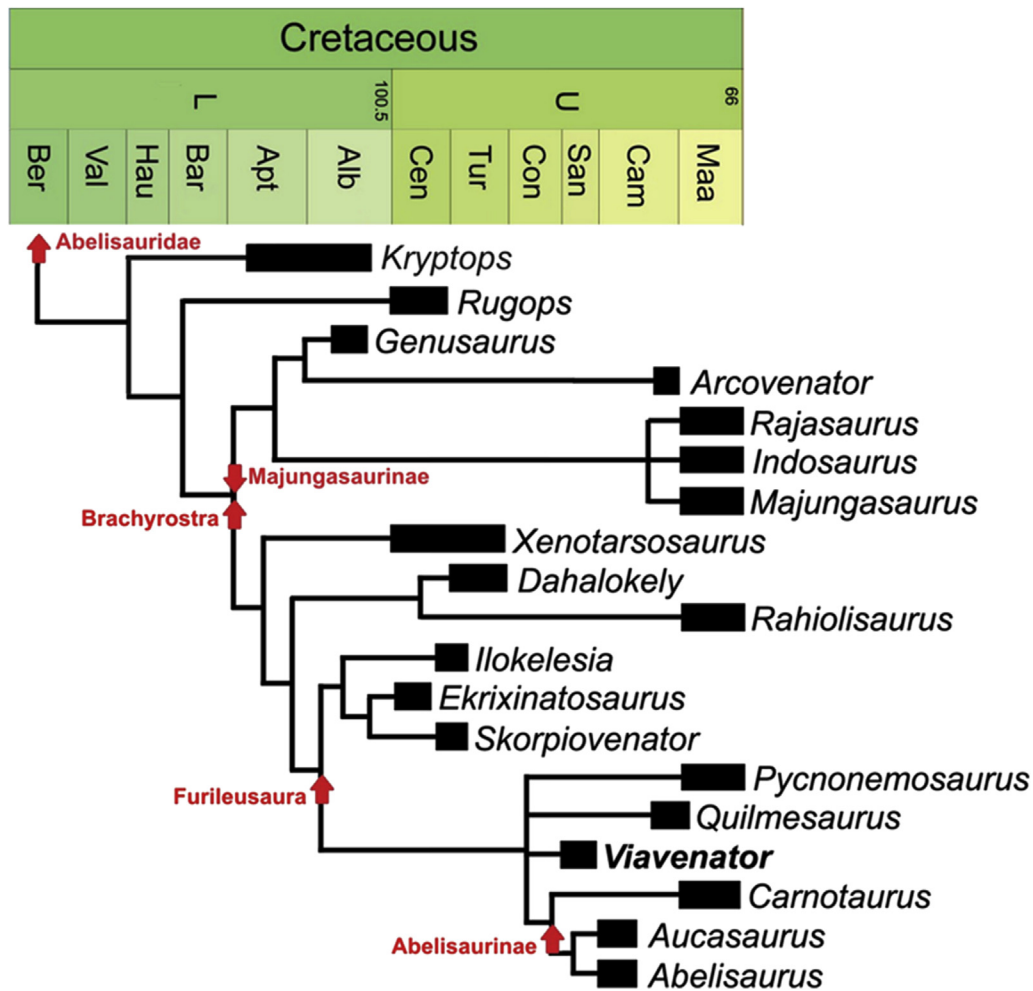 Cretaceous
L
100.5
U
66
Ber
Val
Hau
Bar
Apt
Alb
Cen
Tur
Con
San
Cam
Maa
Abelisauridae
Kryptops
Rugops
Genusaurus
Arcovenator
Rajasaurus
Indosaurus
Majungasaurinae
Majungasaurus
Brachyrostra
Xenotarsosaurus
Dahalokely
Rahiolisaurus
Ilokelesia
Ekrixinatosaurus
Skorpiovenator
Pycnonemosaurus
Furileusaura
Quilmesaurus
Viavenator
Carnotaurus
Aucasaurus
Abelisaurinae
Abelisaurus